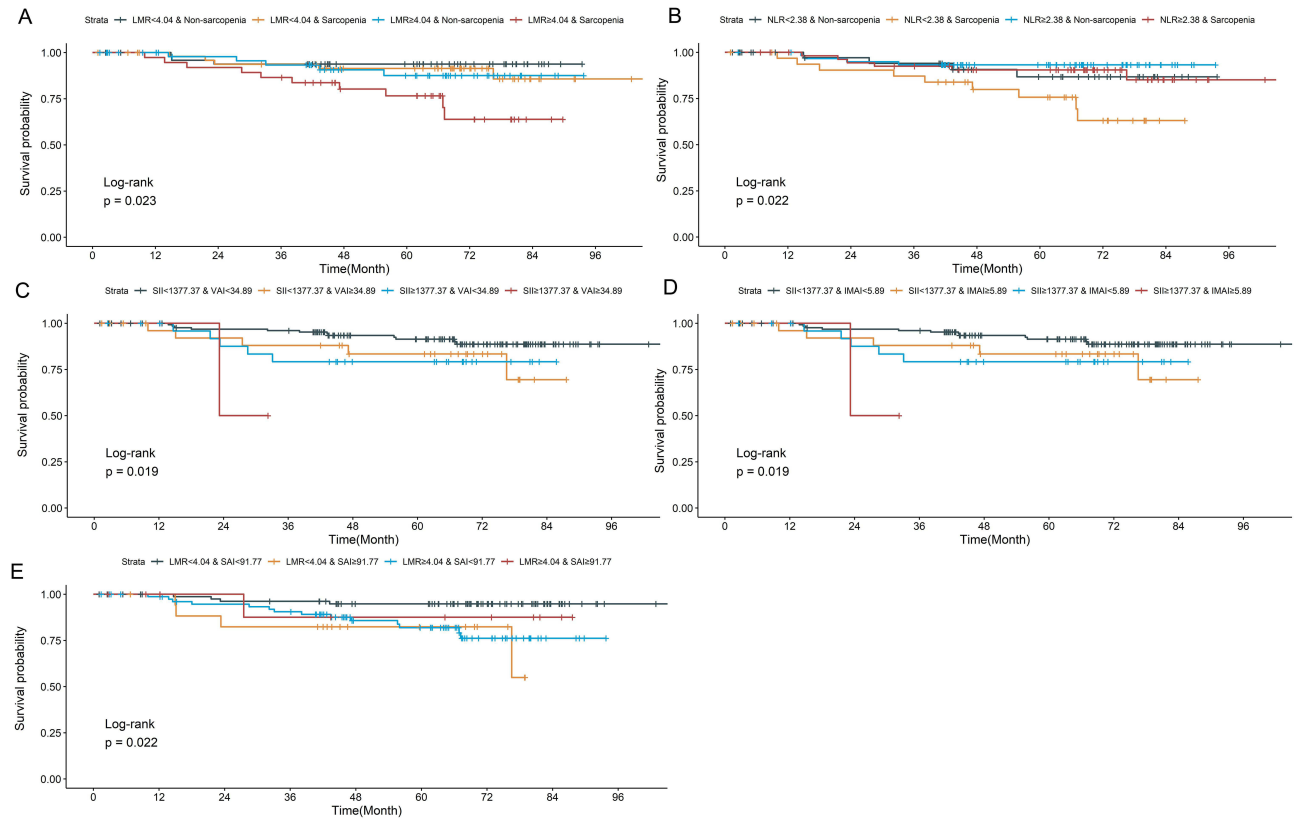 A
Strata LMR<4.04 & Non-sarcopenia LMR<4.04 & Sarcopenia LMR≥4.04 & Non-sarcopenia LMR≥4.04 & Sarcopenia
1.00
0.75
0.50
0.25
0.00
Survival probability
Log-rank
p = 0.023
0 12 24 36 48 60 72 84 96
Time(Month)
B
Strata NLR<2.38 & Non-sarcopenia NLR<2.38 & Sarcopenia NLR≥2.38 & Non-sarcopenia NLR≥2.38 & Sarcopenia
1.00
0.75
0.50
0.25
0.00
Survival probability
Log-rank
p = 0.022
0 12 24 36 48 60 72 84 96
Time(Month)
C
Strata SII<1377.37 & VAI<34.89 SII<1377.37 & VAI≥34.89 SII≥1377.37 & VAI<34.89 SII≥1377.37 & VAI≥34.89
1.00
0.75
0.50
0.25
0.00
Survival probability
Log-rank
p = 0.019
0 12 24 36 48 60 72 84 96
Time(Month)
D
Strata SII<1377.37 & IMAI<5.89 SII<1377.37 & IMAI≥5.89 SII≥1377.37 & IMAI<5.89 SII≥1377.37 & IMAI≥5.89
1.00
0.75
0.50
0.25
0.00
Survival probability
Log-rank
p = 0.019
0 12 24 36 48 60 72 84 96
Time(Month)
E
Strata LMR<4.04 & SAI<91.77 LMR<4.04 & SAI≥91.77 LMR≥4.04 & SAI<91.77 LMR≥4.04 & SAI≥91.77
1.00
0.75
0.50
0.25
0.00
Survival probability
Log-rank
p = 0.022
0 12 24 36 48 60 72 84 96
Time(Month)